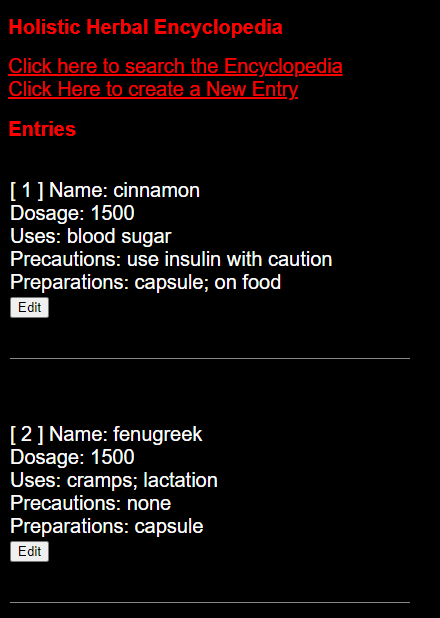 Holistic Herbal Encyclopedia
Click here to search the Encyclopedia
Click Here to create a New Entry
Entries
[ 1 ] Name: cinnamon
Dosage: 1500
Uses: blood sugar
Precautions: use insulin with caution
Preparations: capsule; on food
Edit
[ 2 ] Name: fenugreek
Dosage: 1500
Uses: cramps; lactation
Precautions: none
Preparations: capsule
Edit